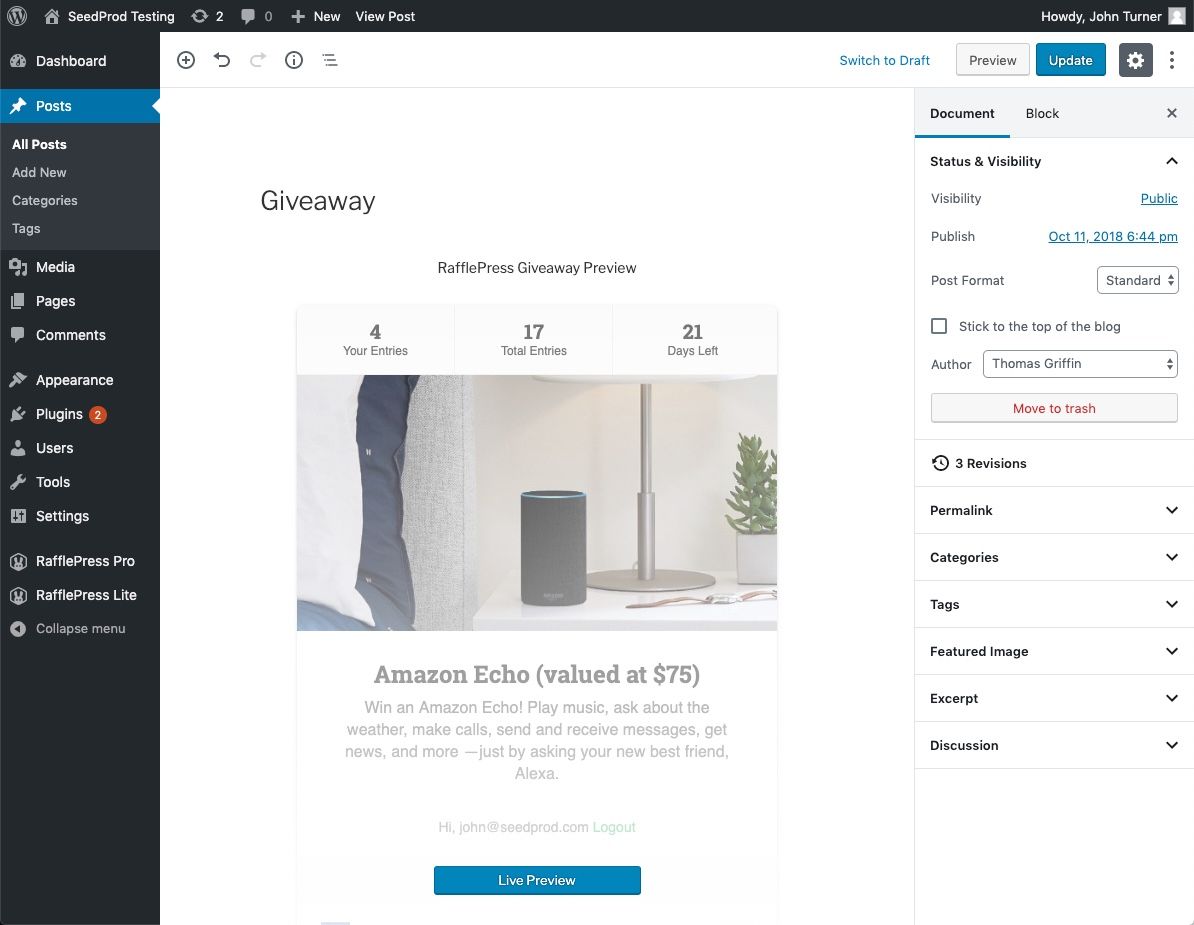 SeedProd Testing 2 0 New View Post Howdy, John Turner
Dashboard
Posts
All Posts
Add New
Categories
Tags
Media
Pages
Comments
Appearance
Plugins 2
Users
Tools
Settings
RafflePress Pro
RafflePress Lite
Collapse menu
Switch to Draft Preview Update
Giveaway
RafflePress Giveaway Preview
4 17 21
Your Entries Total Entries Days Left
amazon
Amazon Echo (valued at $75)
Win an Amazon Echo! Play music, ask about the
weather, make calls, send and receive messages, get
news, and more —just by asking your new best friend,
Alexa.
Hi, john@seedprod.com Logout
Live Preview
Document Block
Status & Visibility
Visibility Public
Publish Oct 11, 2018 6:44 pm
Post Format Standard
Stick to the top of the blog
Author Thomas Griffin
Move to trash
3 Revisions
Permalink
Categories
Tags
Featured Image
Excerpt
Discussion